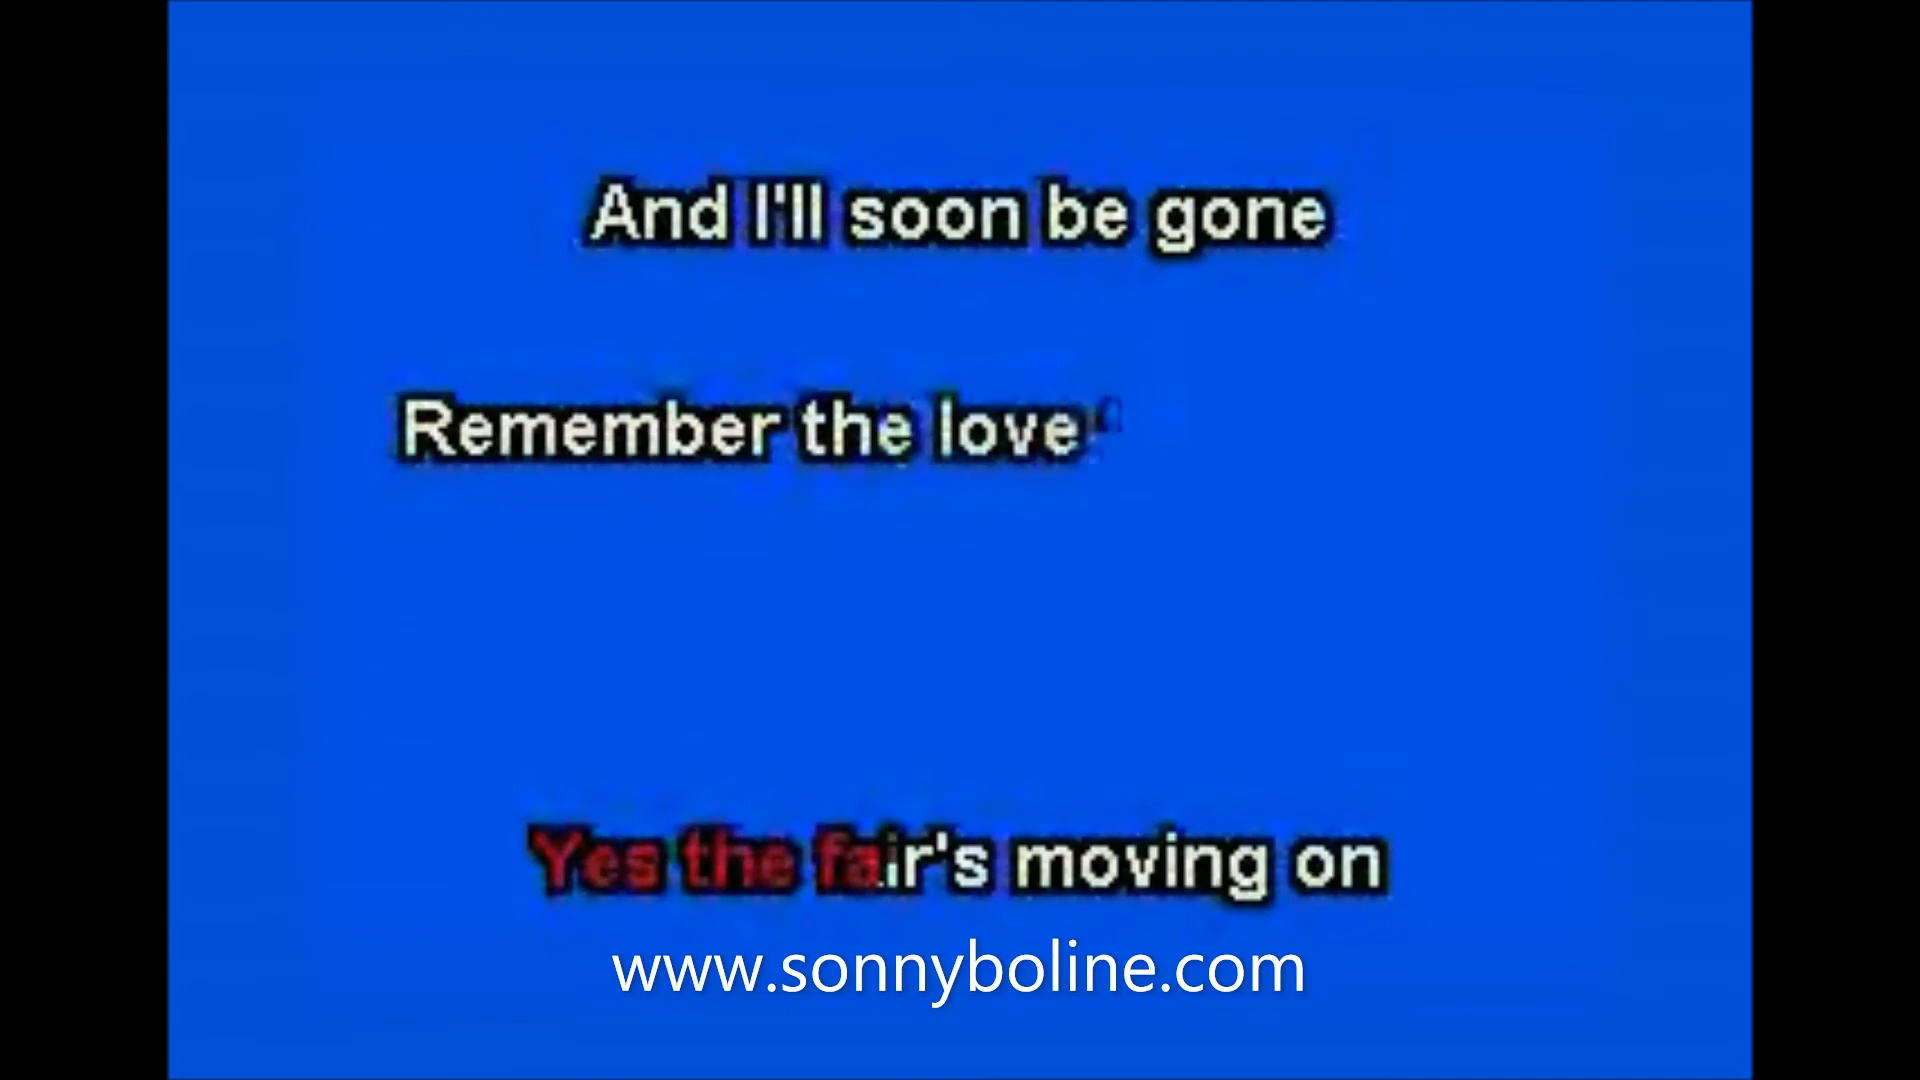 And I'll soon be gone
Remember the love
Yes the fair's moving on
www.sonnyboline.com